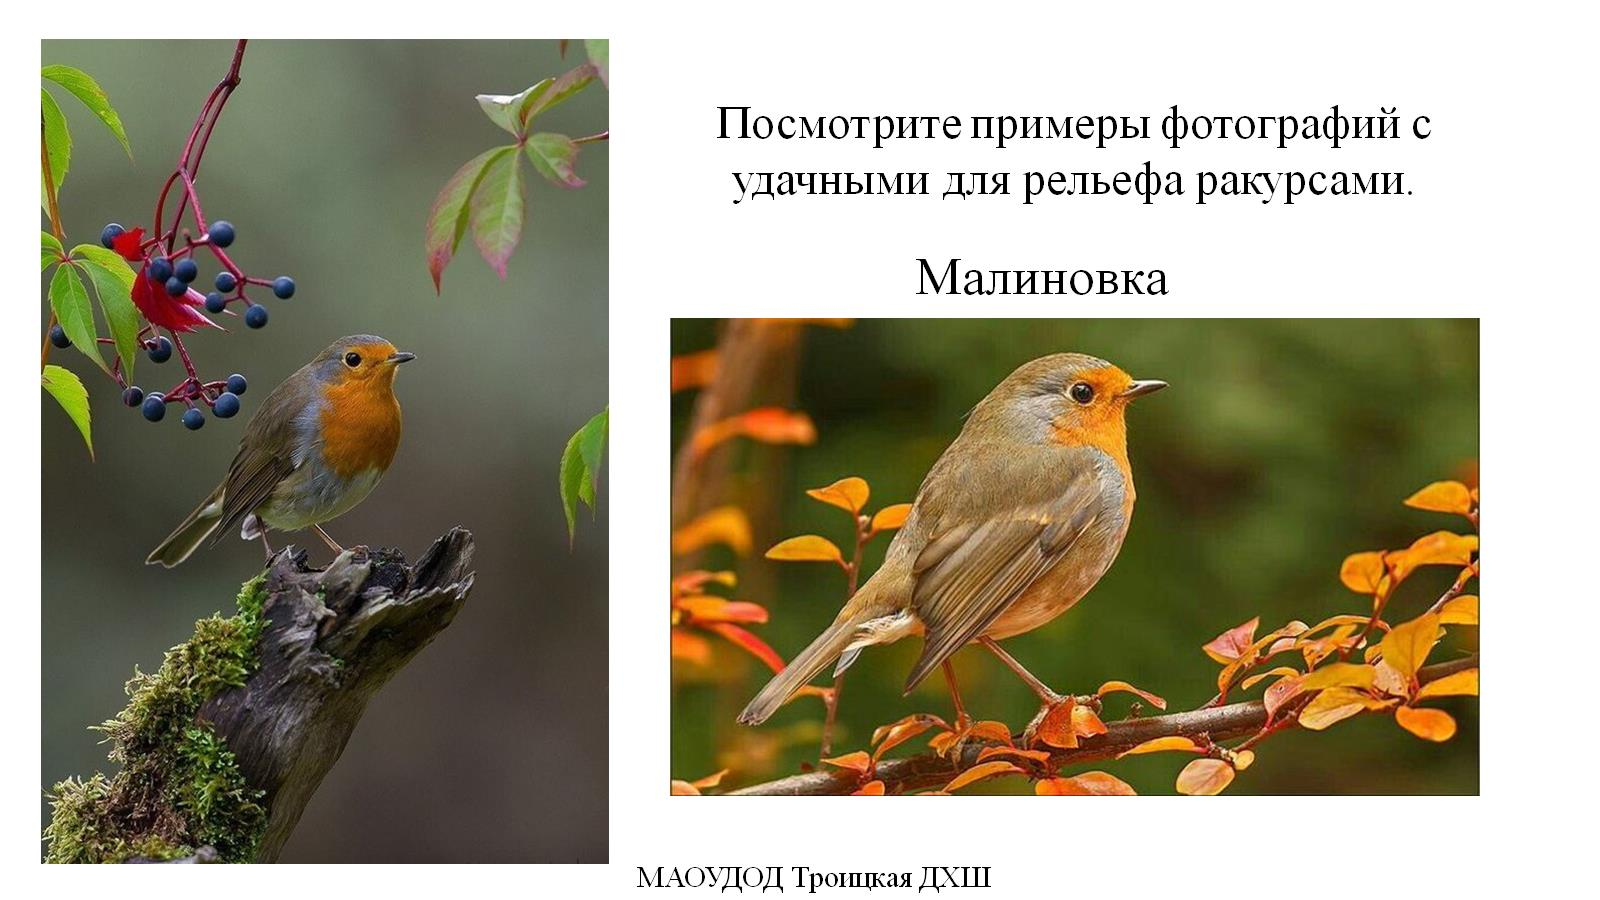 Посмотрите примеры фотографий с
удачными для рельефа ракурсами.
Малиновка
МАОУДОД Троицкая ДХШ